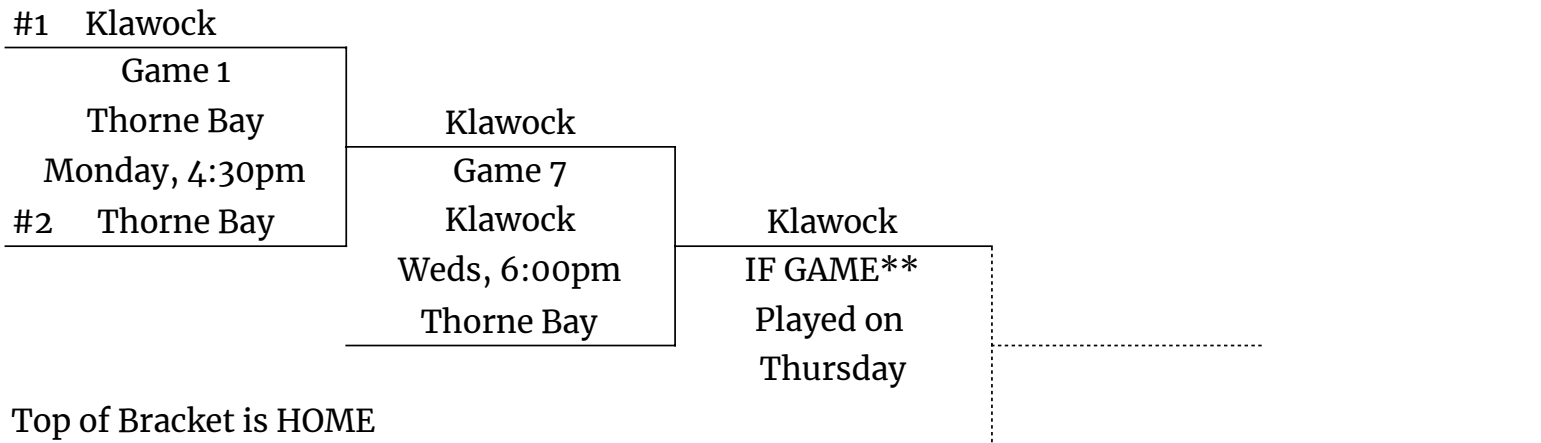 #1 Klawock
Game 1
Thorne Bay
Monday, 4:30pm
#2 Thorne Bay
Klawock
Game 7
Klawock
Weds, 6:00pm
Thorne Bay
Klawock
IF GAME**
Played on
Thursday
Top of Bracket is HOME